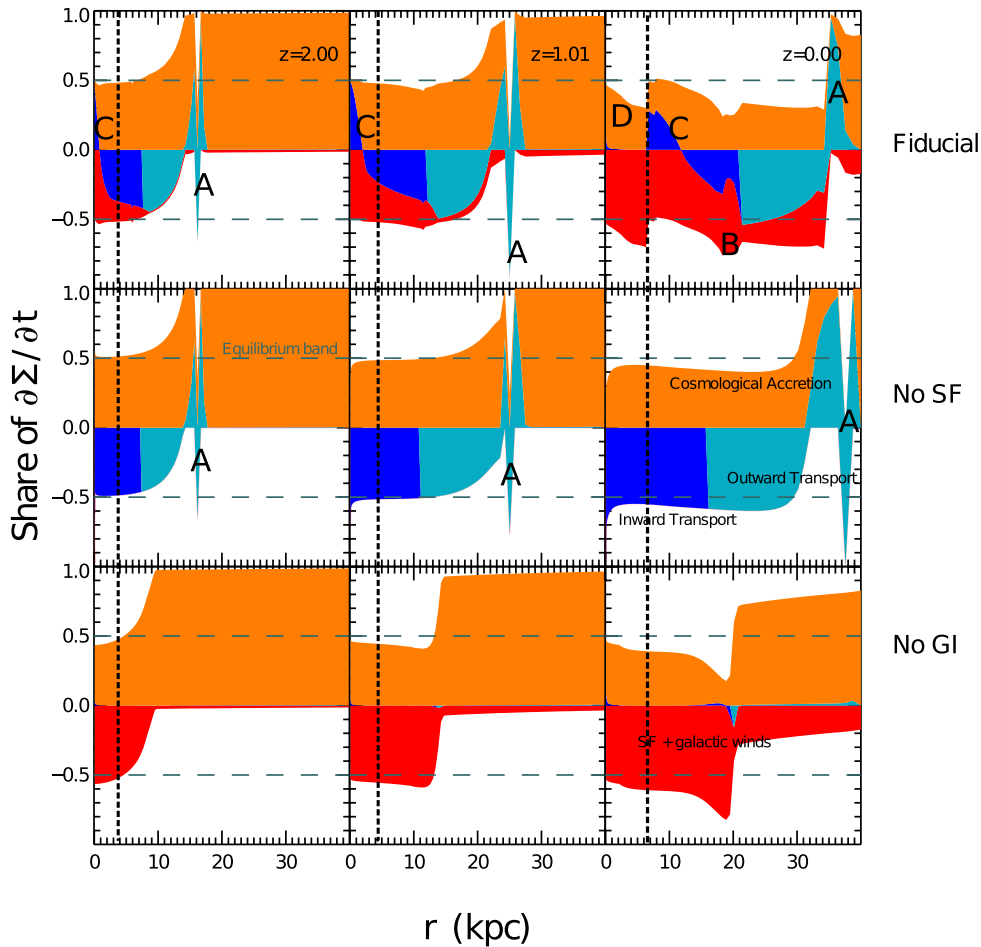 1.0
0.5
0.0
−0.5
z=2.00
C
A
z=1.01
C
A
z=0.00
D
C
A
B
Fiducial
1.0
0.5
0.0
−0.5
Equilibrium band
A
A
Cosmological Accretion
A
Outward Transport
Inward Transport
No SF
Share of ∂Σ/∂t
1.0
0.5
0.0
−0.5
SF + galactic winds
No GI
0 10 20 30
0 10 20 30
0 10 20 30
r (kpc)